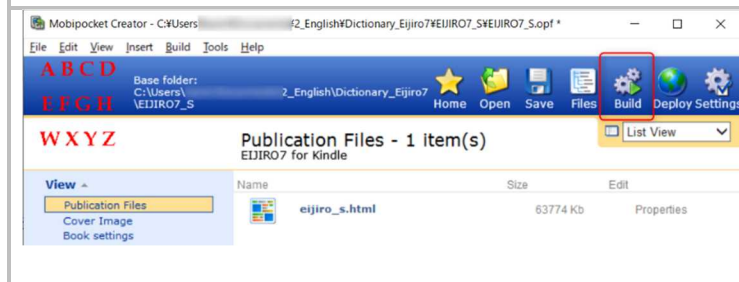 Mobipocket Creator - C:¥Users #2_English¥Dictionary_Eijiro7¥EIJIRO7_S¥EIJIRO7_S.opf *
File Edit View Insert Build Tools Help
A B C D
E F G H
Base folder:
C:\Users\ 2_English\Dictionary_Eijiro7
\EIJIRO7_S
Home Open Save Files Build Deploy Settings
W X Y Z
Publication Files - 1 item(s)
EIJIRO7 for Kindle
List View
View
Name Size Edit
Publication Files
eijiro_s.html 63774 Kb Properties
Cover Image
Book settings